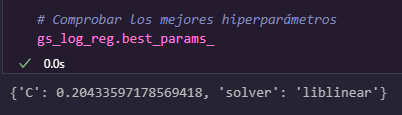 # Comprobar los mejores hiperparámetros
gs_log_reg.best_params_
0.0s
{'C': 0.20433597178569418, 'solver': 'liblinear'}